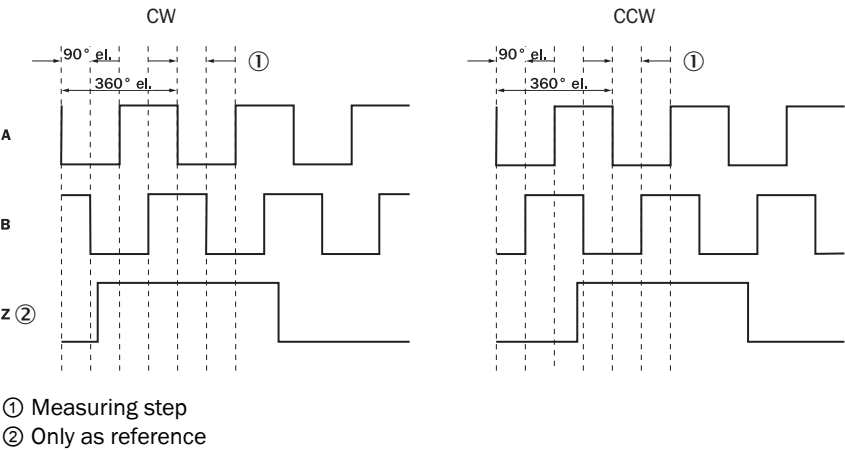 CW
CCW
90° el.
①
90° el.
①
360° el.
360° el.
A
B
Z ②
① Measuring step
② Only as reference